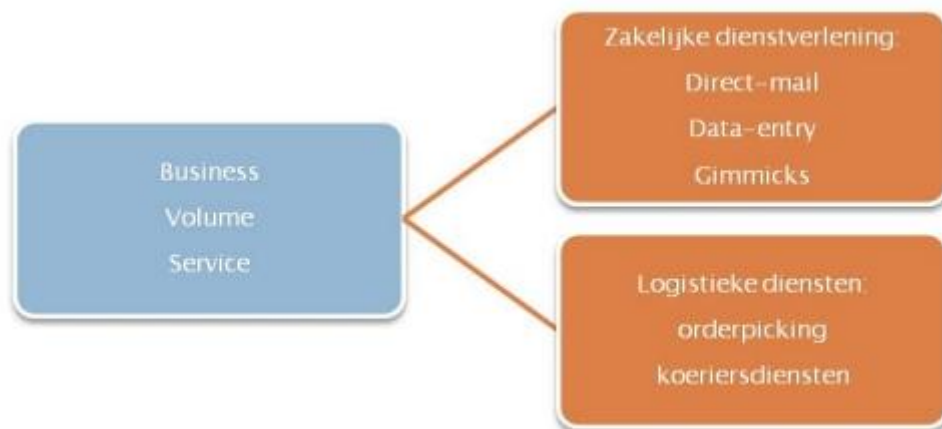 Business
Volume
Service
Zakelijke dienstverlening:
Direct-mail
Data-entry
Gimmicks
Logistieke diensten:
orderpicking
koeriersdiensten